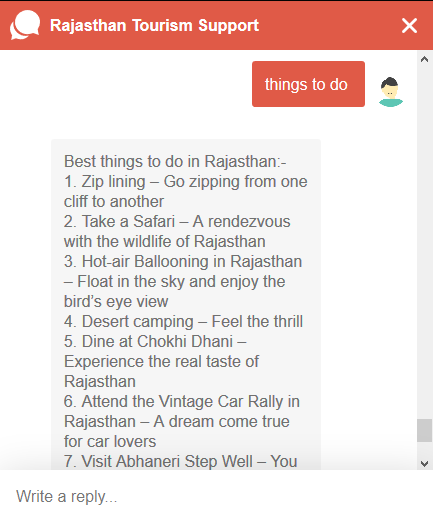 Rajasthan Tourism Support
things to do
Best things to do in Rajasthan:-
1. Zip lining – Go zipping from one
cliff to another
2. Take a Safari – A rendezvous
with the wildlife of Rajasthan
3. Hot-air Ballooning in Rajasthan
– Float in the sky and enjoy the
bird’s eye view
4. Desert camping – Feel the thrill
5. Dine at Chokhi Dhani –
Experience the real taste of
Rajasthan
6. Attend the Vintage Car Rally in
Rajasthan – A dream come true
for car lovers
7. Visit Abhaneri Step Well – You
Write a reply...